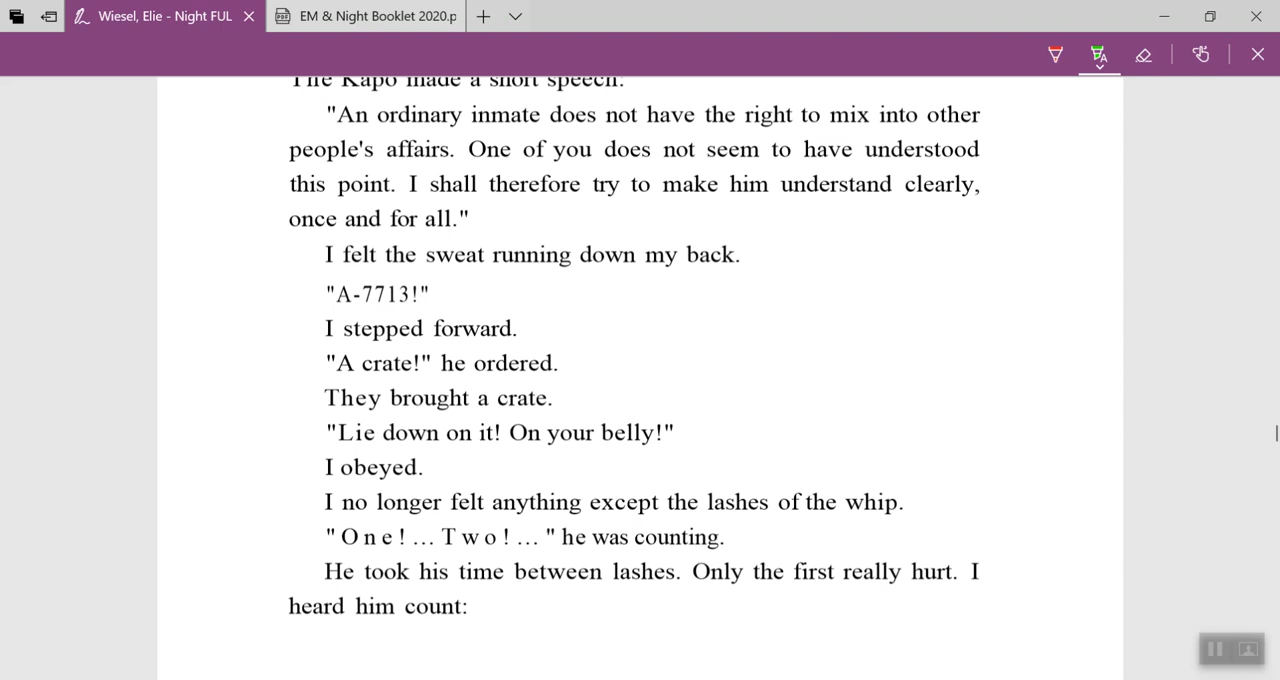 Wiesel, Elie - Night FUL
EM & Night Booklet 2020.p
The Kapo made a short speech:
"An ordinary inmate does not have the right to mix into other
people's affairs. One of you does not seem to have understood
this point. I shall therefore try to make him understand clearly,
once and for all."
I felt the sweat running down my back.
"A-7713!"
I stepped forward.
"A crate!" he ordered.
They brought a crate.
"Lie down on it! On your belly!"
I obeyed.
I no longer felt anything except the lashes of the whip.
"One!… Two!…" he was counting.
He took his time between lashes. Only the first really hurt. I
heard him count: